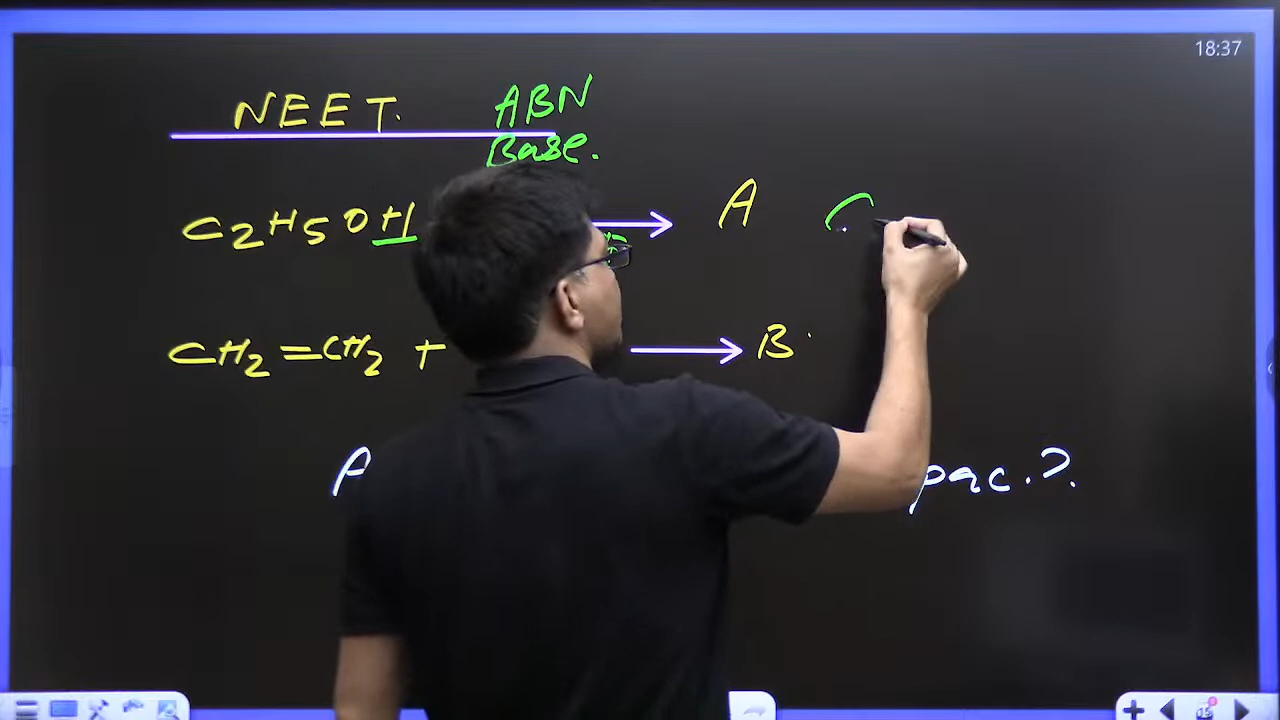 18:37
NEET. ABN
Base.
C2H5OH → A
CH2=CH2 + → B
A pac.?